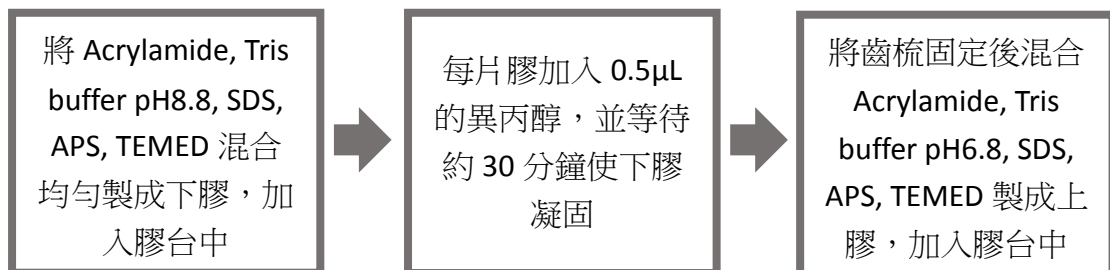 將 Acrylamide, Tris
buffer pH8.8, SDS,
APS, TEMED 混合
均勻製成下膠，加
入膠台中
每片膠加入 0.5μL
的異丙醇，並等待
約 30 分鐘使下膠
凝固
將齒梳固定後混合
Acrylamide, Tris
buffer pH6.8, SDS,
APS, TEMED 製成上
膠，加入膠台中